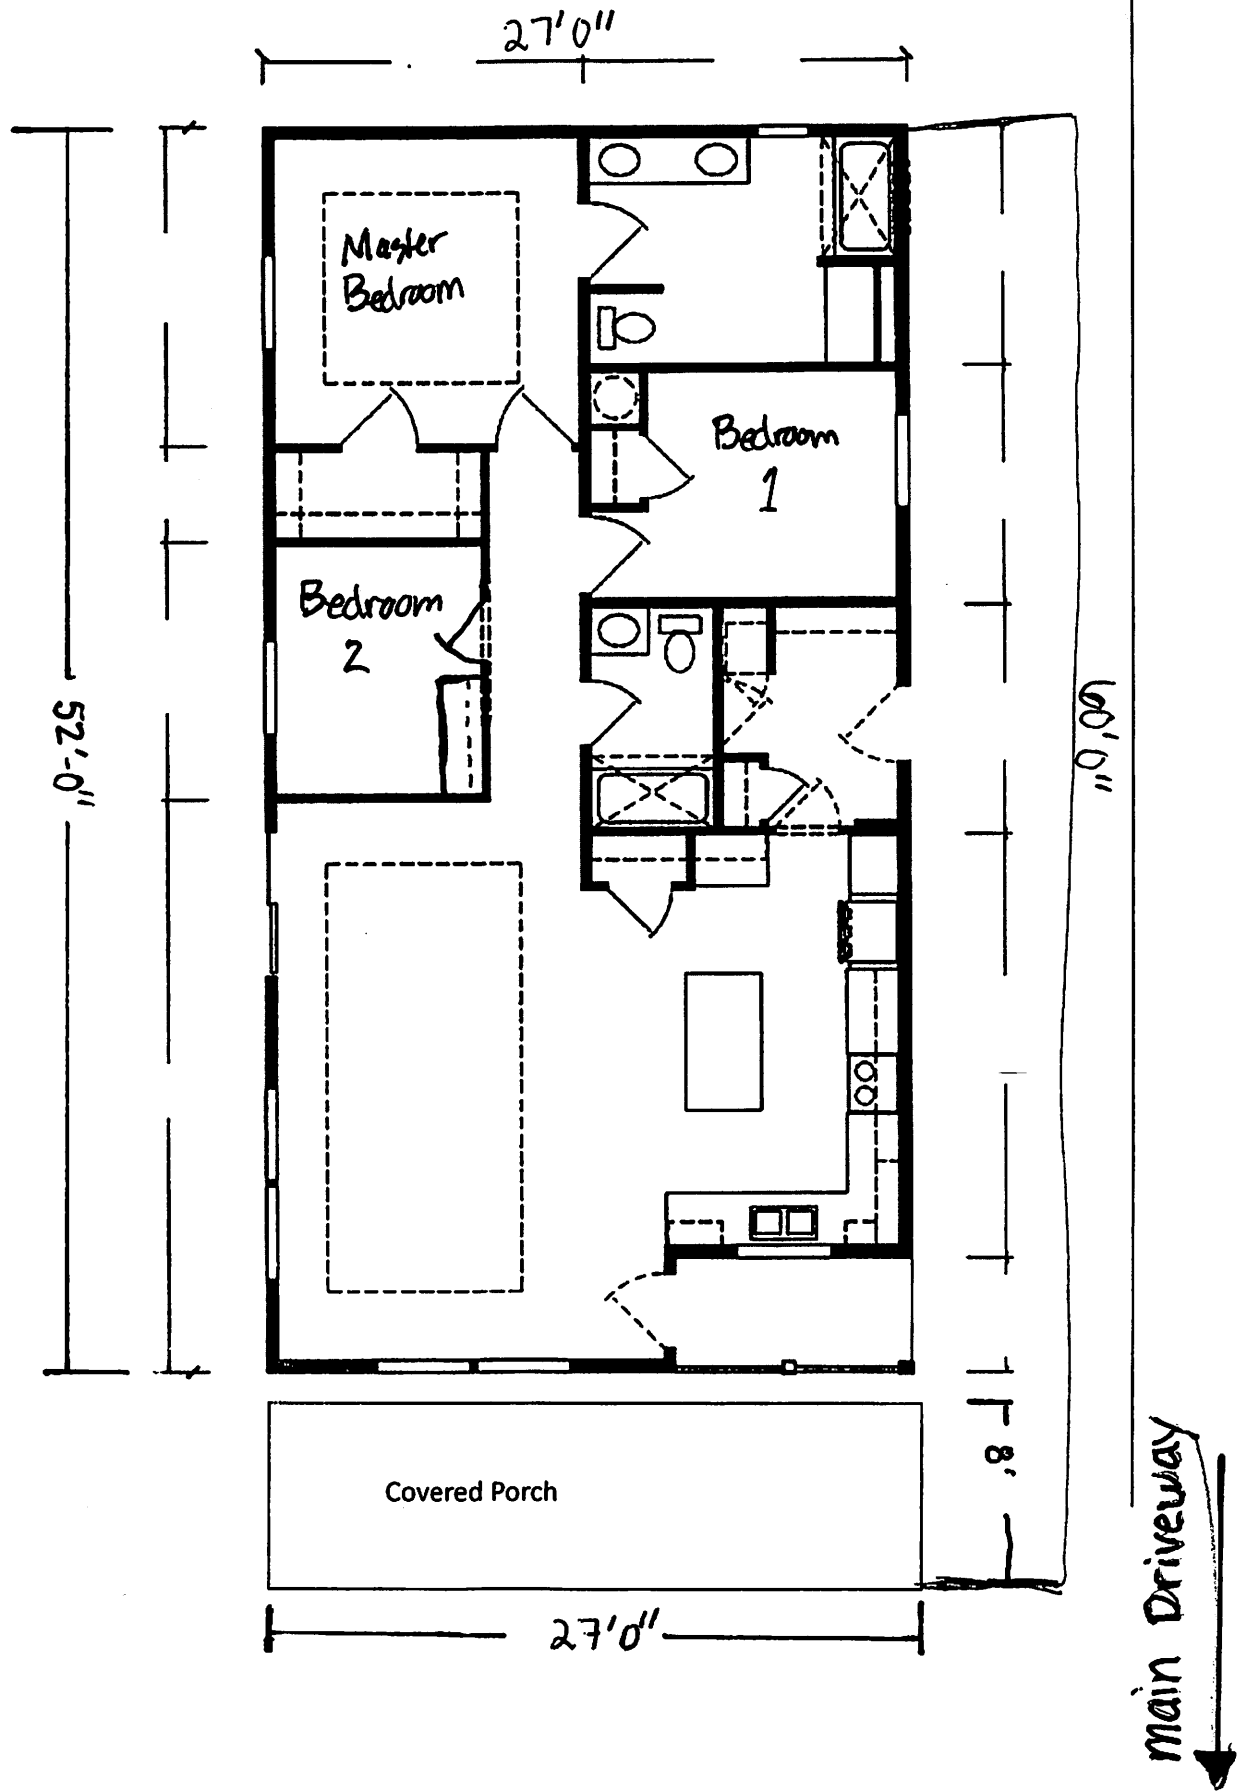 27'0"
Master
Bedroom
Bedroom
1
Bedroom
2
52'-0"
60'0"
8'
Covered Porch
27'0"
main Driveway